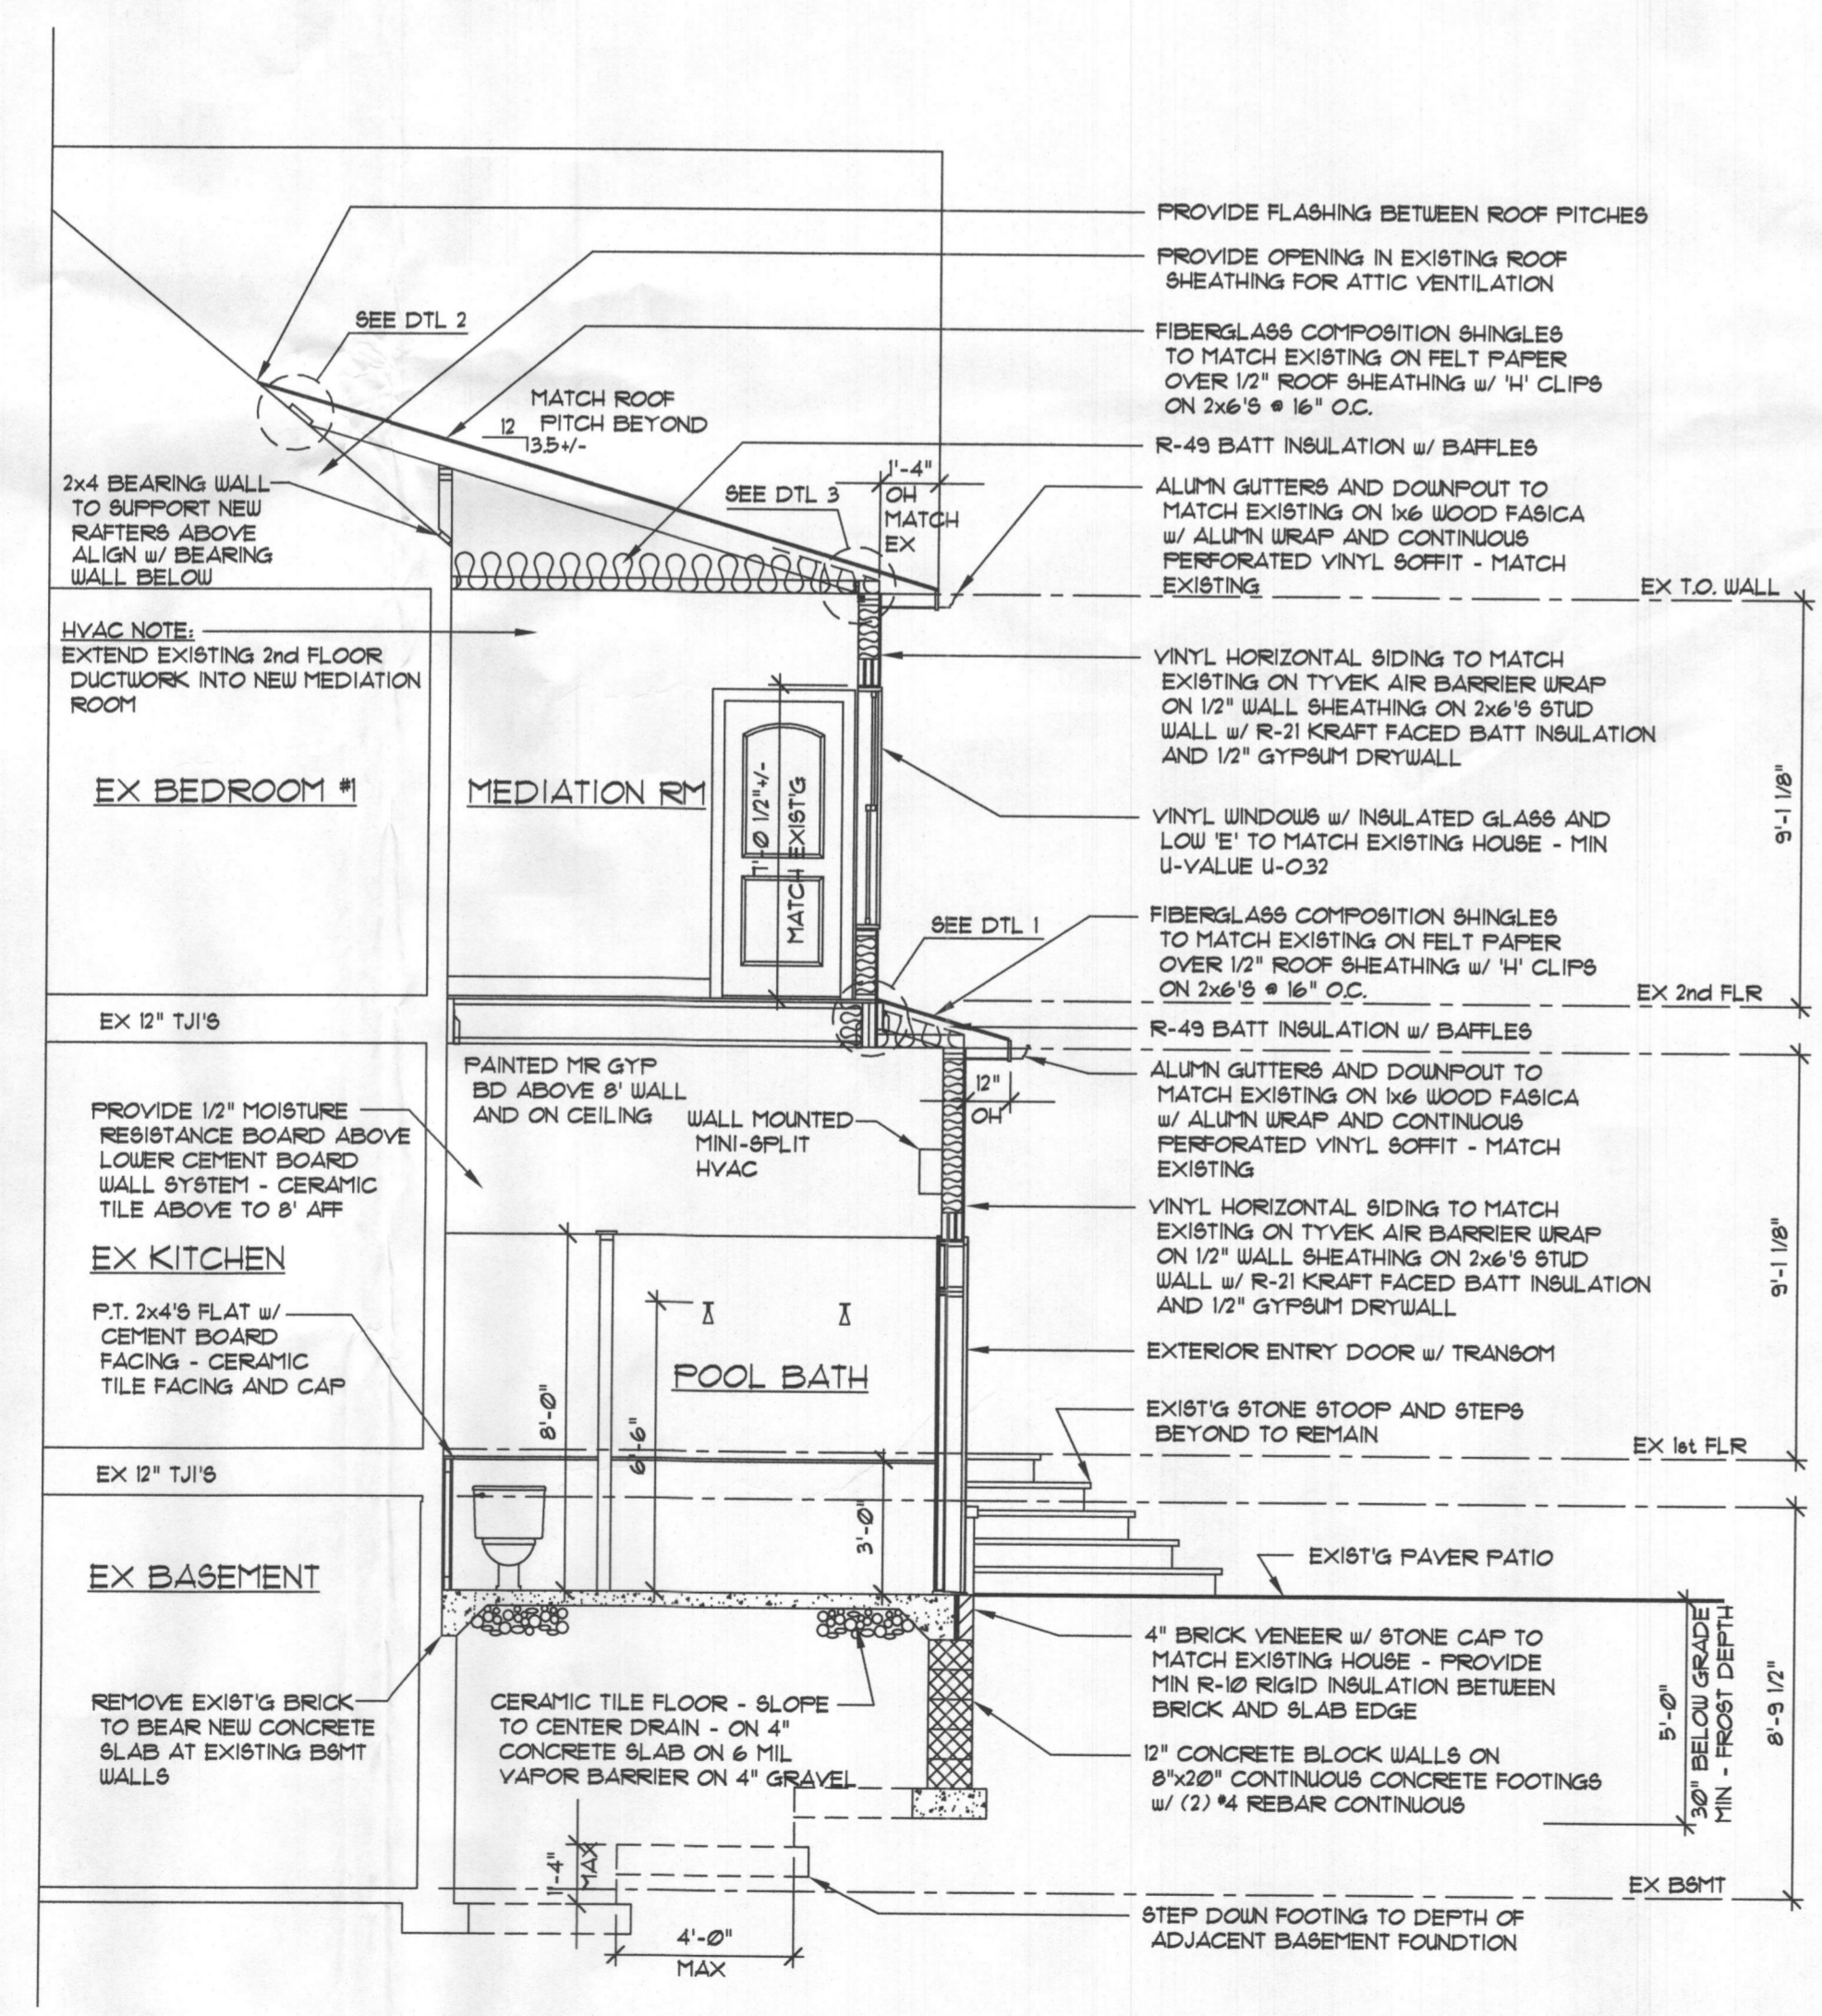 PROVIDE FLASHING BETWEEN ROOF PITCHES
PROVIDE OPENING IN EXISTING ROOF
SHEATHING FOR ATTIC VENTILATION
SEE DTL 2
FIBERGLASS COMPOSITION SHINGLES
TO MATCH EXISTING ON FELT PAPER
OVER 1/2" ROOF SHEATHING w/ 'H' CLIPS
ON 2x6'S @ 16" O.C.
MATCH ROOF
PITCH BEYOND
12
3.5+/-
R-49 BATT INSULATION w/ BAFFLES
2x4 BEARING WALL
TO SUPPORT NEW
RAFTERS ABOVE
ALIGN w/ BEARING
WALL BELOW
SEE DTL 3
1'-4"
OH
MATCH
EX
ALUMN GUTTERS AND DOWNPOUT TO
MATCH EXISTING ON 1x6 WOOD FASICA
w/ ALUMN WRAP AND CONTINUOUS
PERFORATED VINYL SOFFIT - MATCH
EXISTING
EX T.O. WALL
HVAC NOTE:
EXTEND EXISTING 2nd FLOOR
DUCTWORK INTO NEW MEDIATION
ROOM
VINYL HORIZONTAL SIDING TO MATCH
EXISTING ON TYVEK AIR BARRIER WRAP
ON 1/2" WALL SHEATHING ON 2x6'S STUD
WALL w/ R-21 KRAFT FACED BATT INSULATION
AND 1/2" GYPSUM DRYWALL
EX BEDROOM #1
MEDIATION RM
7'-0 1/2"+/-
MATCH EXIST'G
9'-1 1/8"
VINYL WINDOWS w/ INSULATED GLASS AND
LOW 'E' TO MATCH EXISTING HOUSE - MIN
U-VALUE U-0.32
SEE DTL 1
FIBERGLASS COMPOSITION SHINGLES
TO MATCH EXISTING ON FELT PAPER
OVER 1/2" ROOF SHEATHING w/ 'H' CLIPS
ON 2x6'S @ 16" O.C.
EX 2nd FLR
EX 12" TJI'S
R-49 BATT INSULATION w/ BAFFLES
PAINTED MR GYP
BD ABOVE 8' WALL
AND ON CEILING
12"
OH
ALUMN GUTTERS AND DOWNPOUT TO
MATCH EXISTING ON 1x6 WOOD FASICA
w/ ALUMN WRAP AND CONTINUOUS
PERFORATED VINYL SOFFIT - MATCH
EXISTING
PROVIDE 1/2" MOISTURE
RESISTANCE BOARD ABOVE
LOWER CEMENT BOARD
WALL SYSTEM - CERAMIC
TILE ABOVE TO 8' AFF
WALL MOUNTED
MINI-SPLIT
HVAC
VINYL HORIZONTAL SIDING TO MATCH
EXISTING ON TYVEK AIR BARRIER WRAP
ON 1/2" WALL SHEATHING ON 2x6'S STUD
WALL w/ R-21 KRAFT FACED BATT INSULATION
AND 1/2" GYPSUM DRYWALL
9'-1 1/8"
EX KITCHEN
P.T. 2x4'S FLAT w/
CEMENT BOARD
FACING - CERAMIC
TILE FACING AND CAP
POOL BATH
8'-0"
6'-6"
3'-0"
EXTERIOR ENTRY DOOR w/ TRANSOM
EXIST'G STONE STOOP AND STEPS
BEYOND TO REMAIN
EX 1st FLR
EX 12" TJI'S
EX BASEMENT
EXIST'G PAVER PATIO
4" BRICK VENEER w/ STONE CAP TO
MATCH EXISTING HOUSE - PROVIDE
MIN R-10 RIGID INSULATION BETWEEN
BRICK AND SLAB EDGE
5'-0"
30" BELOW GRADE
MIN - FROST DEPTH
8'-9 1/2"
REMOVE EXIST'G BRICK
TO BEAR NEW CONCRETE
SLAB AT EXISTING BSMT
WALLS
CERAMIC TILE FLOOR - SLOPE
TO CENTER DRAIN - ON 4"
CONCRETE SLAB ON 6 MIL
VAPOR BARRIER ON 4" GRAVEL
12" CONCRETE BLOCK WALLS ON
8"x20" CONTINUOUS CONCRETE FOOTINGS
w/ (2) #4 REBAR CONTINUOUS
1'-4"
MAX
EX BSMT
4'-0"
MAX
STEP DOWN FOOTING TO DEPTH OF
ADJACENT BASEMENT FOUNDTION